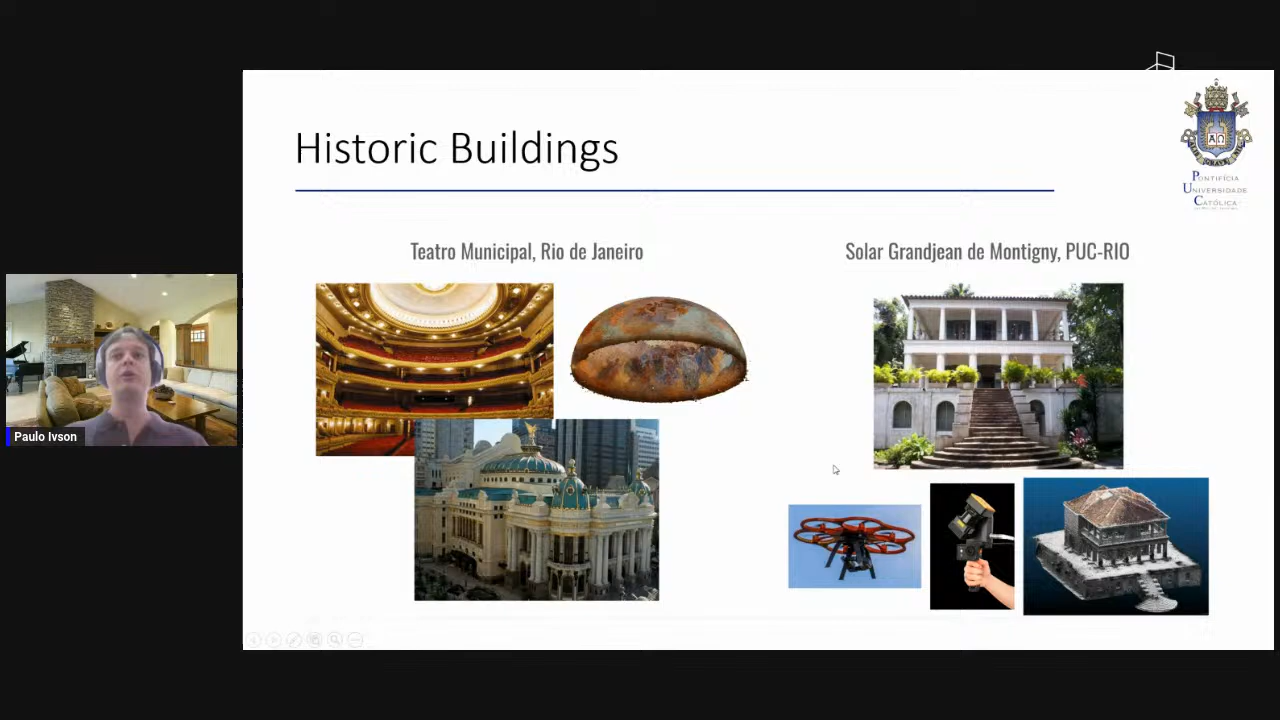 Historic Buildings
PONTIFÍCIA
UNIVERSIDADE
CATÓLICA
Teatro Municipal, Rio de Janeiro
Solar Grandjean de Montigny, PUC-RIO
Paulo Ivson